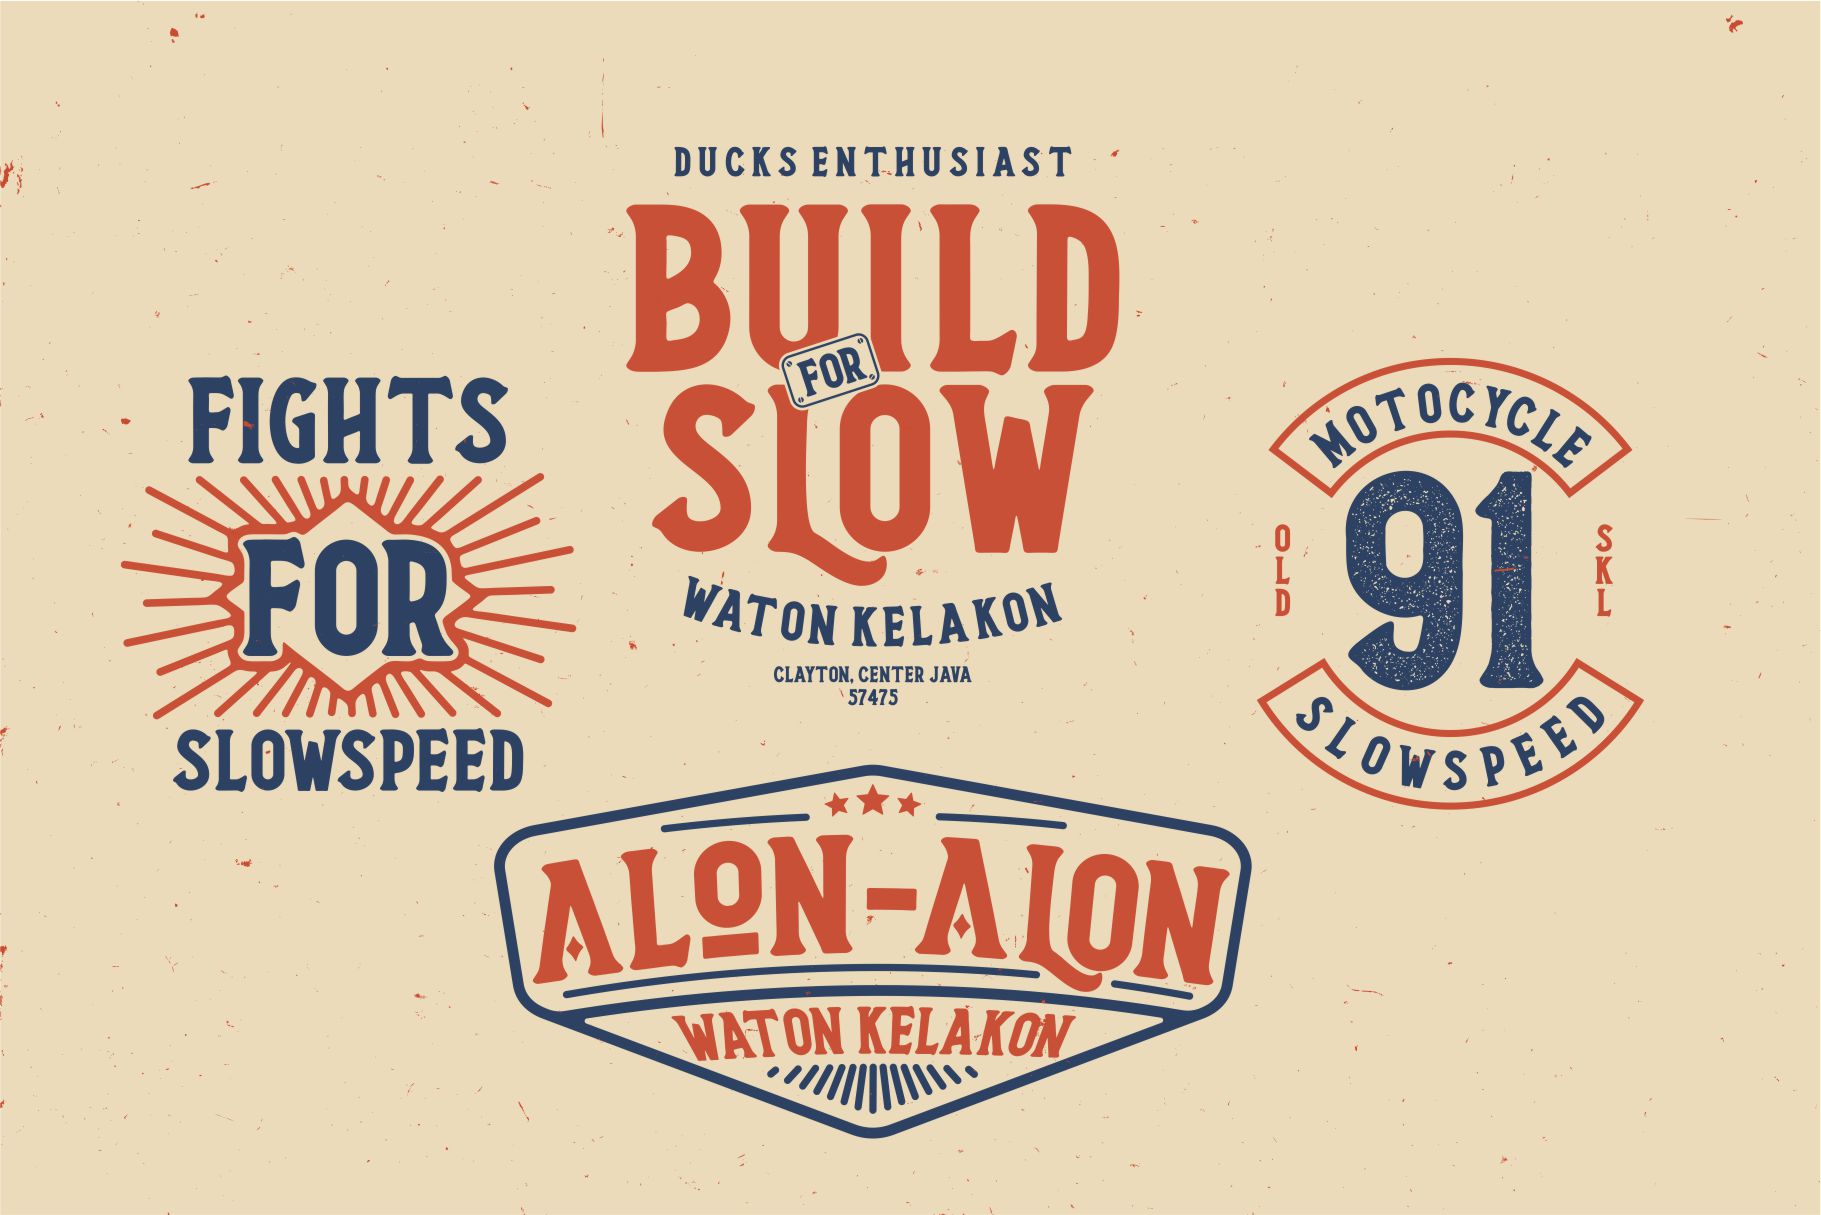 DUCKS ENTHUSIAST
BUILD
FOR
SLOW
WATON KELAKON
CLAYTON, CENTER JAVA
57475
FIGHTS
FOR
SLOWSPEED
MOTOCYCLE
OLD
91
SKL
SLOWSPEED
ALON-ALON
WATON KELAKON